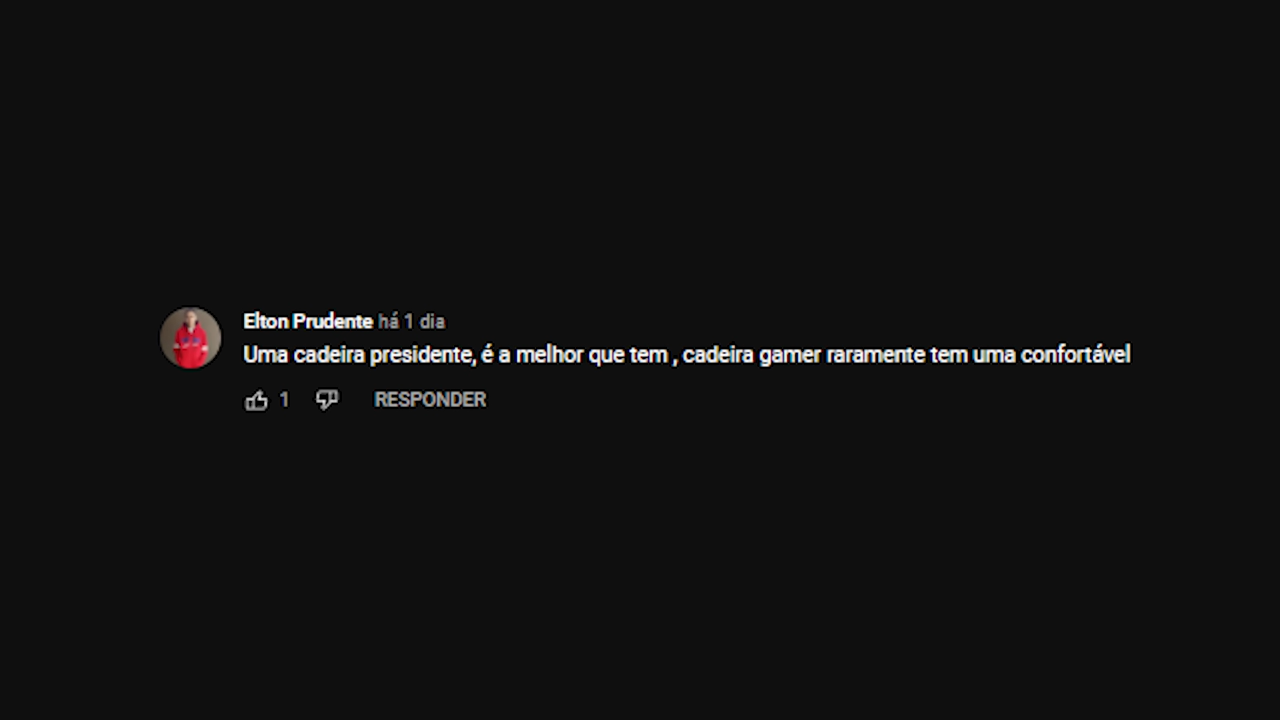 Elton Prudente há 1 dia
Uma cadeira presidente, é a melhor que tem , cadeira gamer raramente tem uma confortável
1 RESPONDER